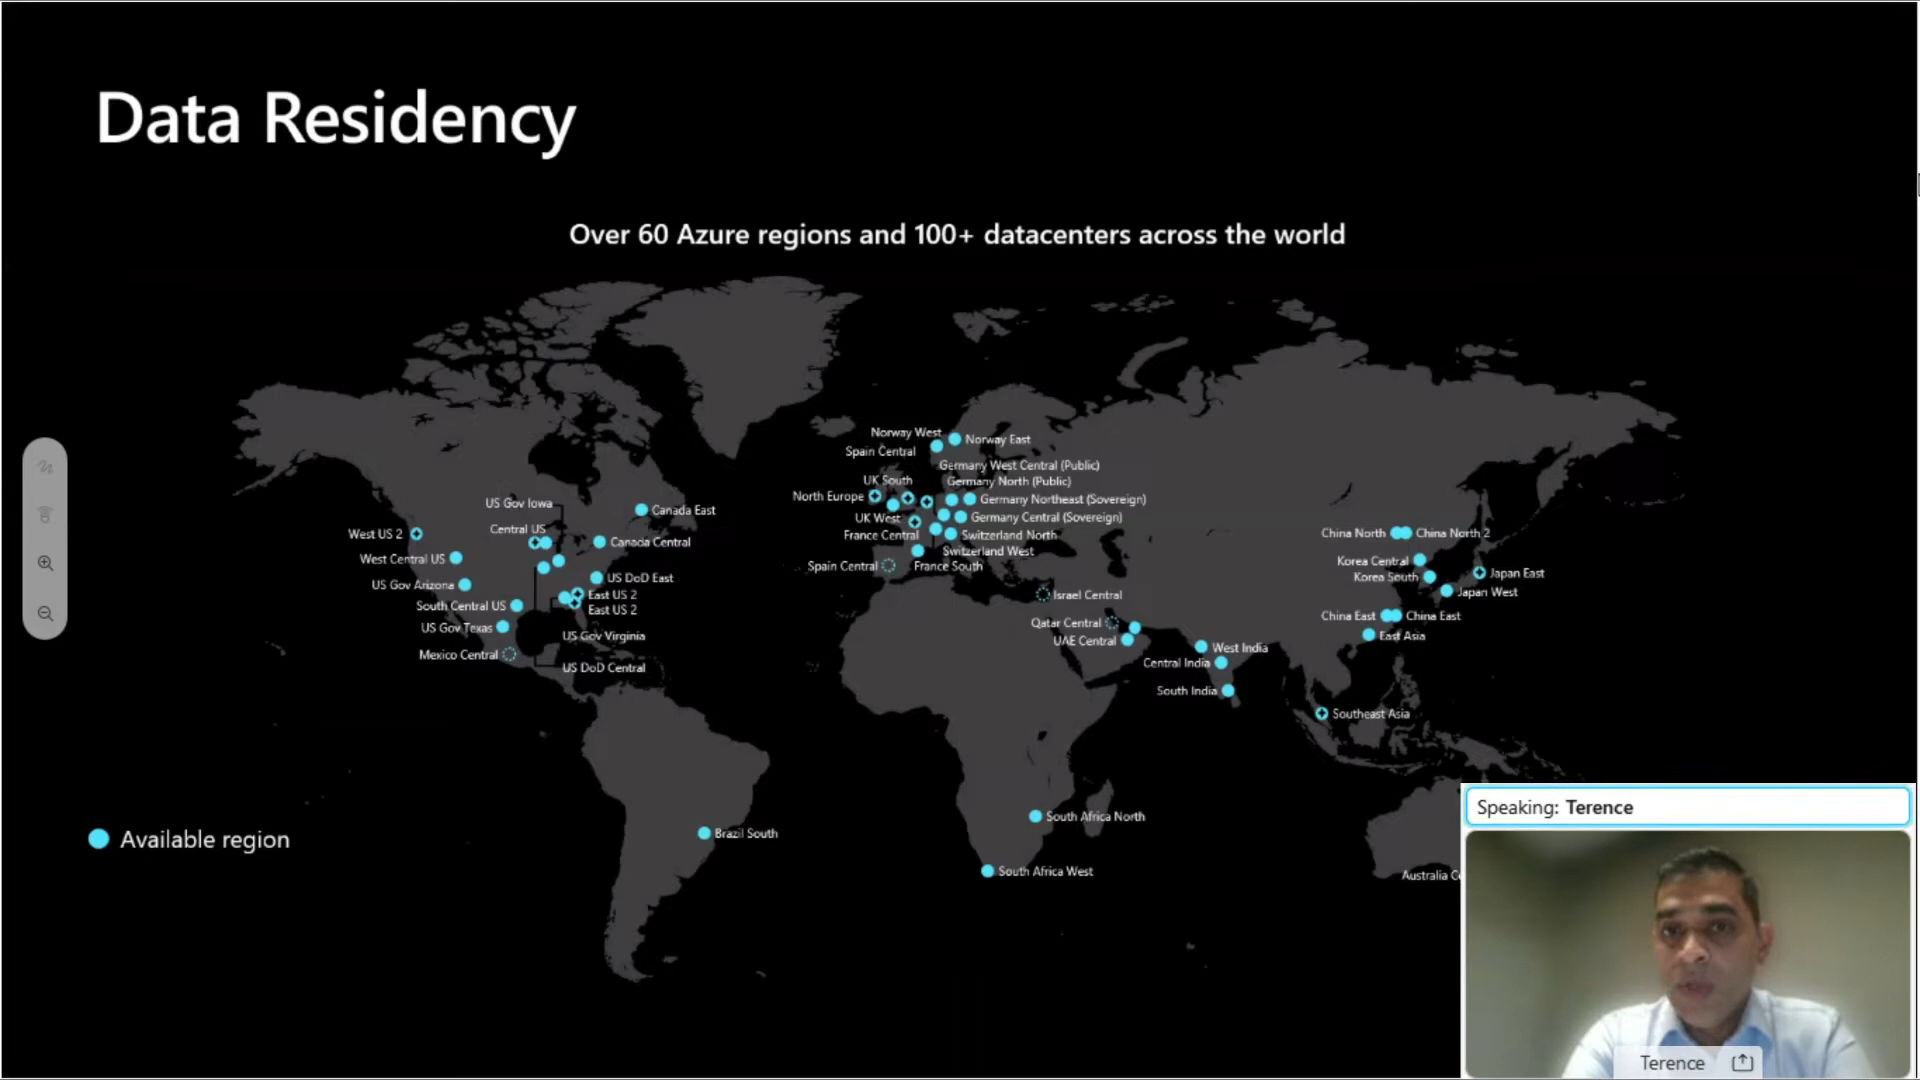 Data Residency
Over 60 Azure regions and 100+ datacenters across the world
Norway West
Norway East
Spain Central
Germany West Central (Public)
UK South
Germany North (Public)
North Europe
Germany Northeast (Sovereign)
UK West
Germany Central (Sovereign)
France Central
Switzerland North
Switzerland West
Spain Central
France South
US Gov Iowa
Canada East
Central US
West US 2
Canada Central
West Central US
US DoD East
US Gov Arizona
East US 2
South Central US
East US 2
US Gov Texas
US Gov Virginia
Mexico Central
US DoD Central
Israel Central
Qatar Central
UAE Central
West India
Central India
South India
China North
China North 2
Korea Central
Korea South
Japan East
Japan West
China East
China East
East Asia
Southeast Asia
South Africa North
Brazil South
South Africa West
Available region
Australia C
Speaking: Terence
Terence